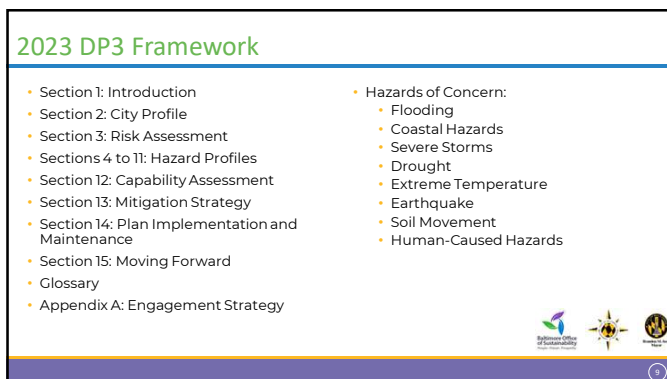 2023 DP3 Framework
• Section 1: Introduction
• Section 2: City Profile
• Section 3: Risk Assessment
• Sections 4 to 11: Hazard Profiles
• Section 12: Capability Assessment
• Section 13: Mitigation Strategy
• Section 14: Plan Implementation and
Maintenance
• Section 15: Moving Forward
• Glossary
• Appendix A: Engagement Strategy
• Hazards of Concern:
• Flooding
• Coastal Hazards
• Severe Storms
• Drought
• Extreme Temperature
• Earthquake
• Soil Movement
• Human-Caused Hazards
Baltimore Office
of Sustainability
9